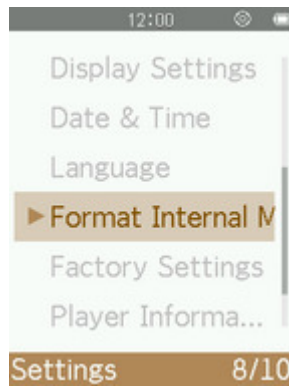 12:00
Display Settings
Date & Time
Language
Format Internal M
Factory Settings
Player Informa...
Settings 8/10